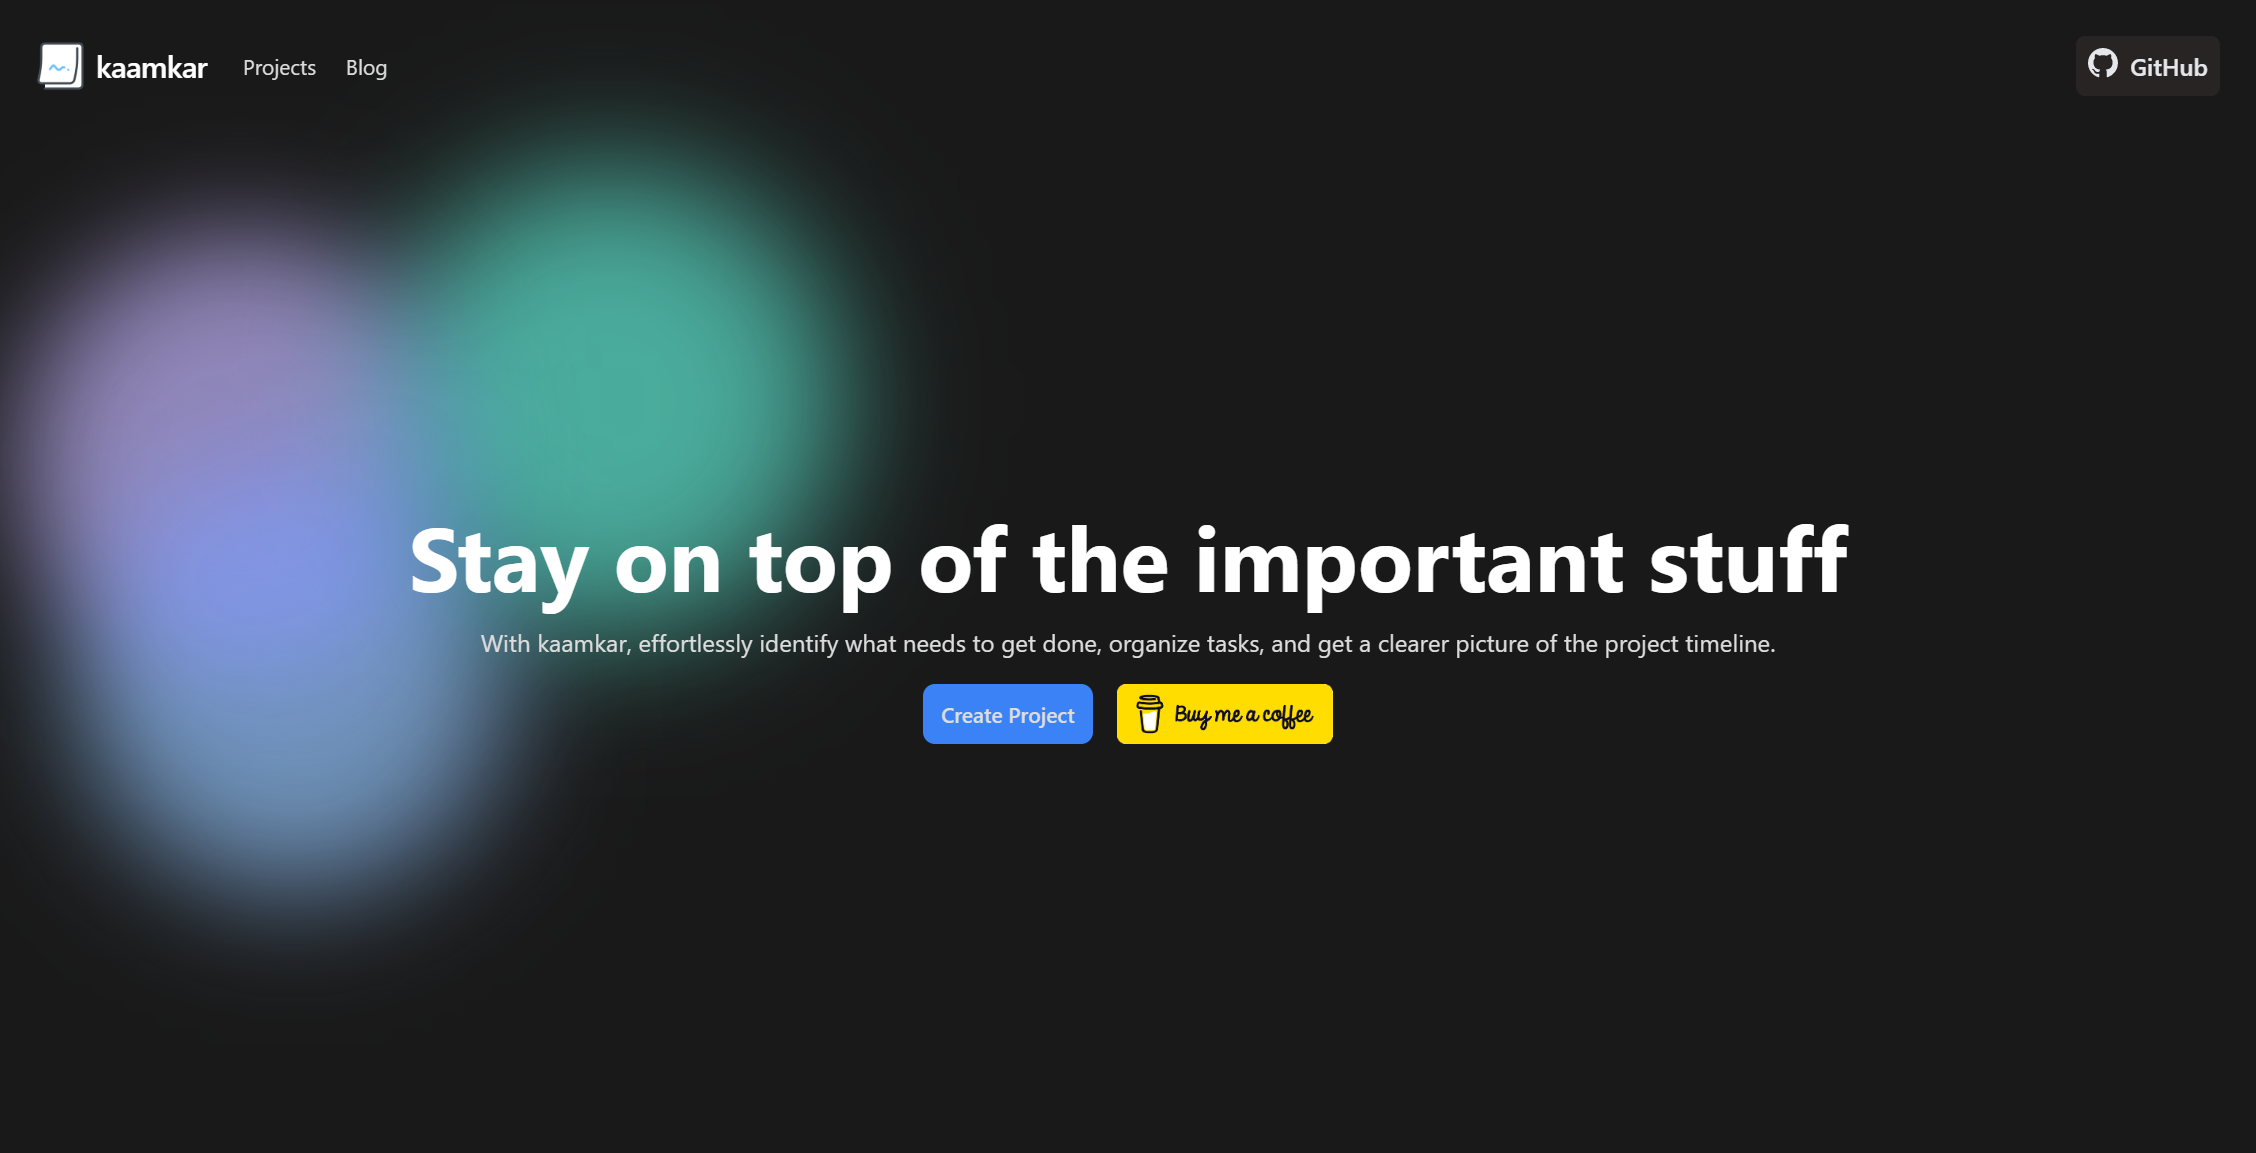 kaamkar Projects Blog GitHub
Stay on top of the important stuff
With kaamkar, effortlessly identify what needs to get done, organize tasks, and get a clearer picture of the project timeline.
Create Project Buy me a coffee